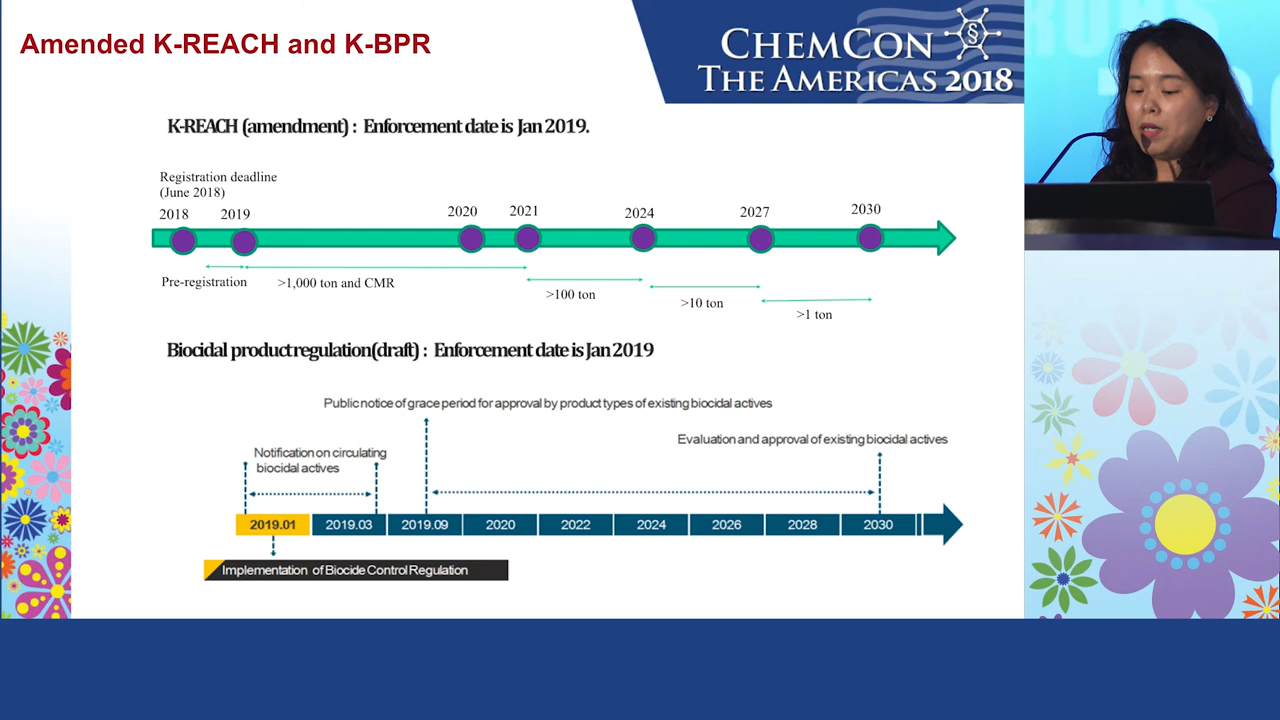 Amended K-REACH and K-BPR
CHEMCON §
THE AMERICAS 2018
K-REACH (amendment) : Enforcement date is Jan 2019.
Registration deadline
(June 2018)
2018 2019 2020 2021 2024 2027 2030
Pre-registration >1,000 ton and CMR >100 ton >10 ton >1 ton
Biocidal product regulation(draft) : Enforcement date is Jan 2019
Public notice of grace period for approval by product types of existing biocidal actives
Evaluation and approval of existing biocidal actives
Notification on circulating
biocidal actives
2019.01 2019.03 2019.09 2020 2022 2024 2026 2028 2030
Implementation of Biocide Control Regulation